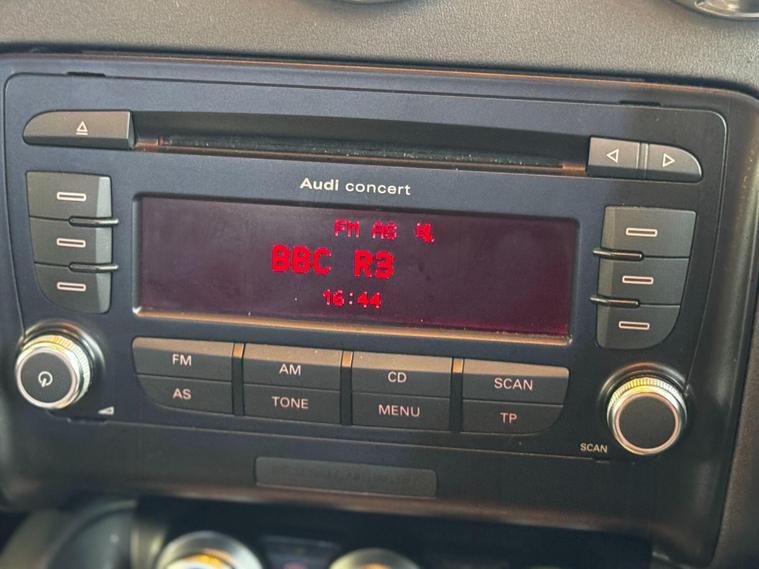 Audi concert
FM AS
BBC R3
16:44
FM AM CD SCAN
AS TONE MENU TP
SCAN